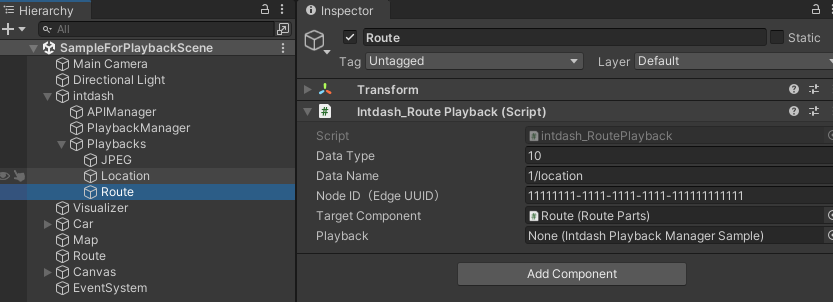 Hierarchy
All
SampleForPlaybackScene
Main Camera
Directional Light
intdash
APIManager
PlaybackManager
Playbacks
JPEG
Location
Route
Visualizer
Car
Map
Route
Canvas
EventSystem
Inspector
Route
Static
Tag Untagged Layer Default
Transform
# Intdash_Route Playback (Script)
Script # intdash_RoutePlayback
Data Type 10
Data Name 1/location
Node ID（Edge UUID） 11111111-1111-1111-1111-111111111111
Target Component # Route (Route Parts)
Playback None (Intdash Playback Manager Sample)
Add Component